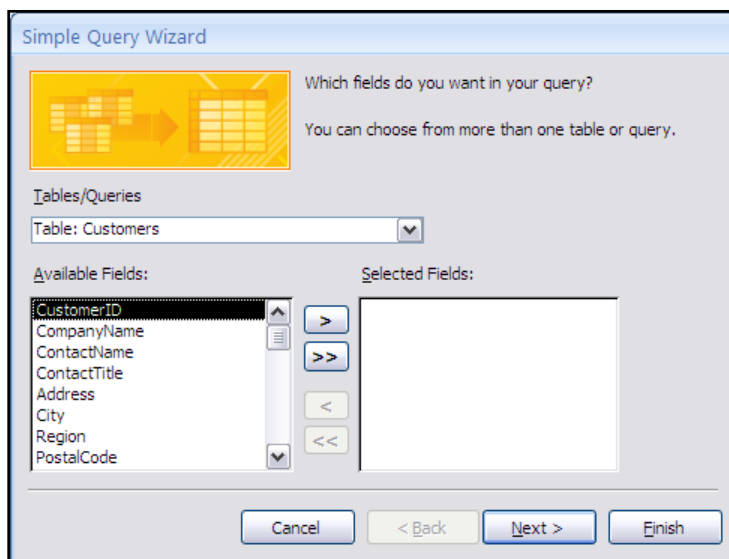 Simple Query Wizard
Which fields do you want in your query?
You can choose from more than one table or query.
Tables/Queries
Table: Customers
Available Fields:
Selected Fields:
CustomerID
CompanyName
ContactName
ContactTitle
Address
City
Region
PostalCode
>
>>
<
<<
Cancel
< Back
Next >
Finish